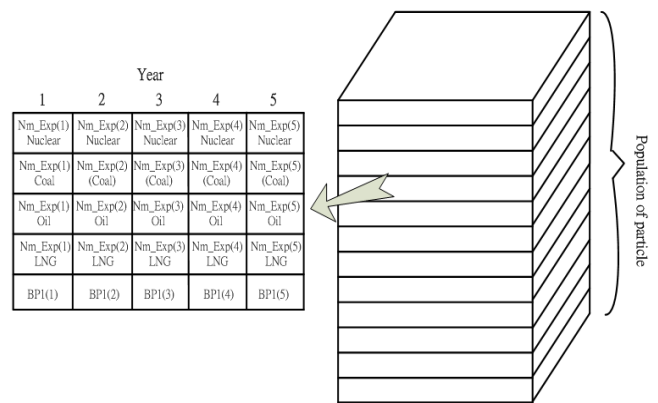 Year
1 2 3 4 5
Nm_Exp(1) Nm_Exp(2) Nm_Exp(3) Nm_Exp(4) Nm_Exp(5)
Nuclear Nuclear Nuclear Nuclear Nuclear
Nm_Exp(1) Nm_Exp(2) Nm_Exp(3) Nm_Exp(4) Nm_Exp(5)
Coal (Coal) (Coal) (Coal) (Coal)
Nm_Exp(1) Nm_Exp(2) Nm_Exp(3) Nm_Exp(4) Nm_Exp(5)
Oil Oil Oil Oil Oil
Nm_Exp(1) Nm_Exp(2) Nm_Exp(3) Nm_Exp(4) Nm_Exp(5)
LNG LNG LNG LNG LNG
BP1(1) BP1(2) BP1(3) BP1(4) BP1(5)
Population of particle